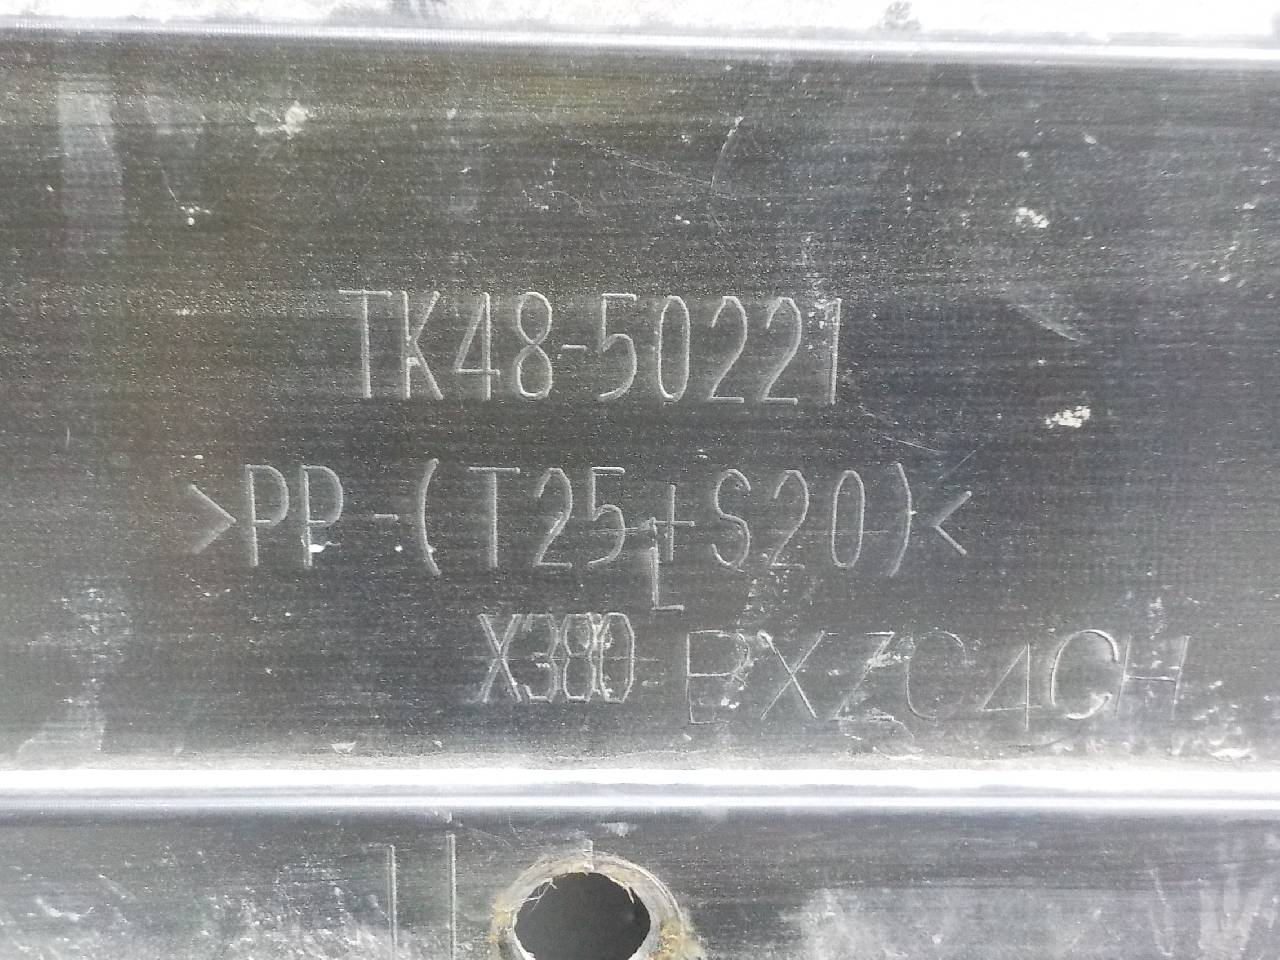 TK48-50221
>PP-(T25+S20)<
L
X380-BXZC4CH